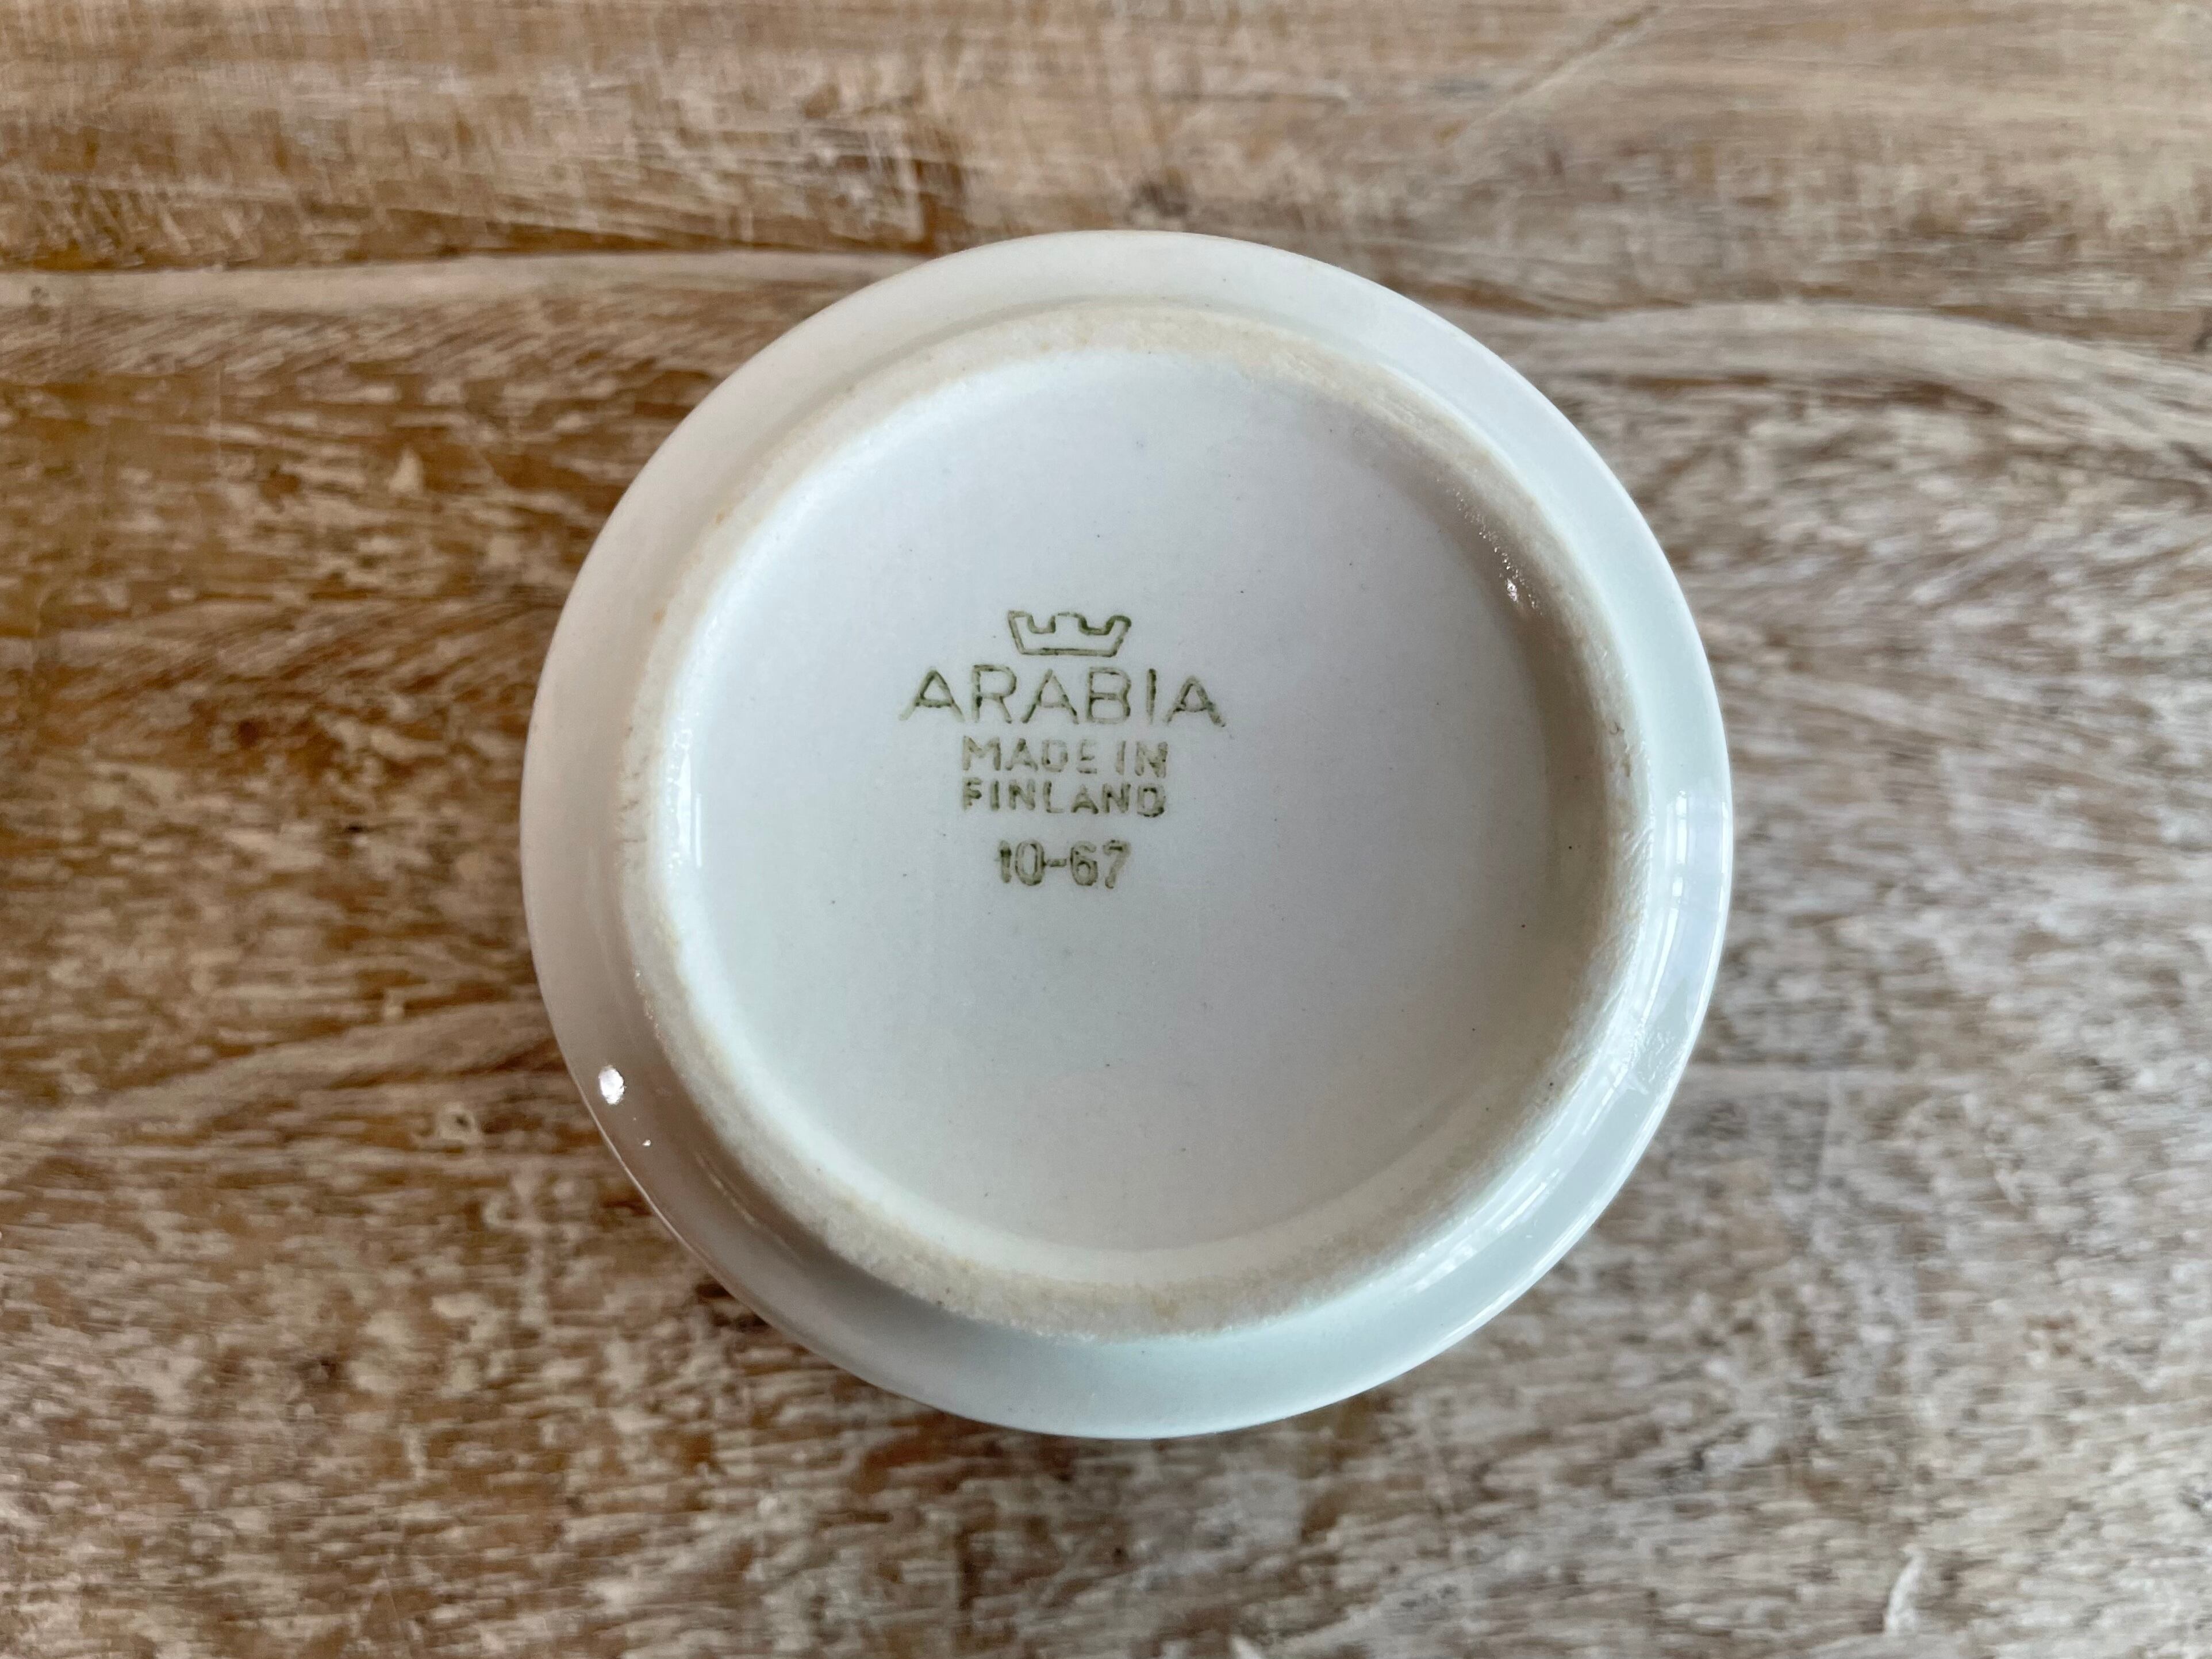 ARABIA
MADE IN
FINLAND
10-67